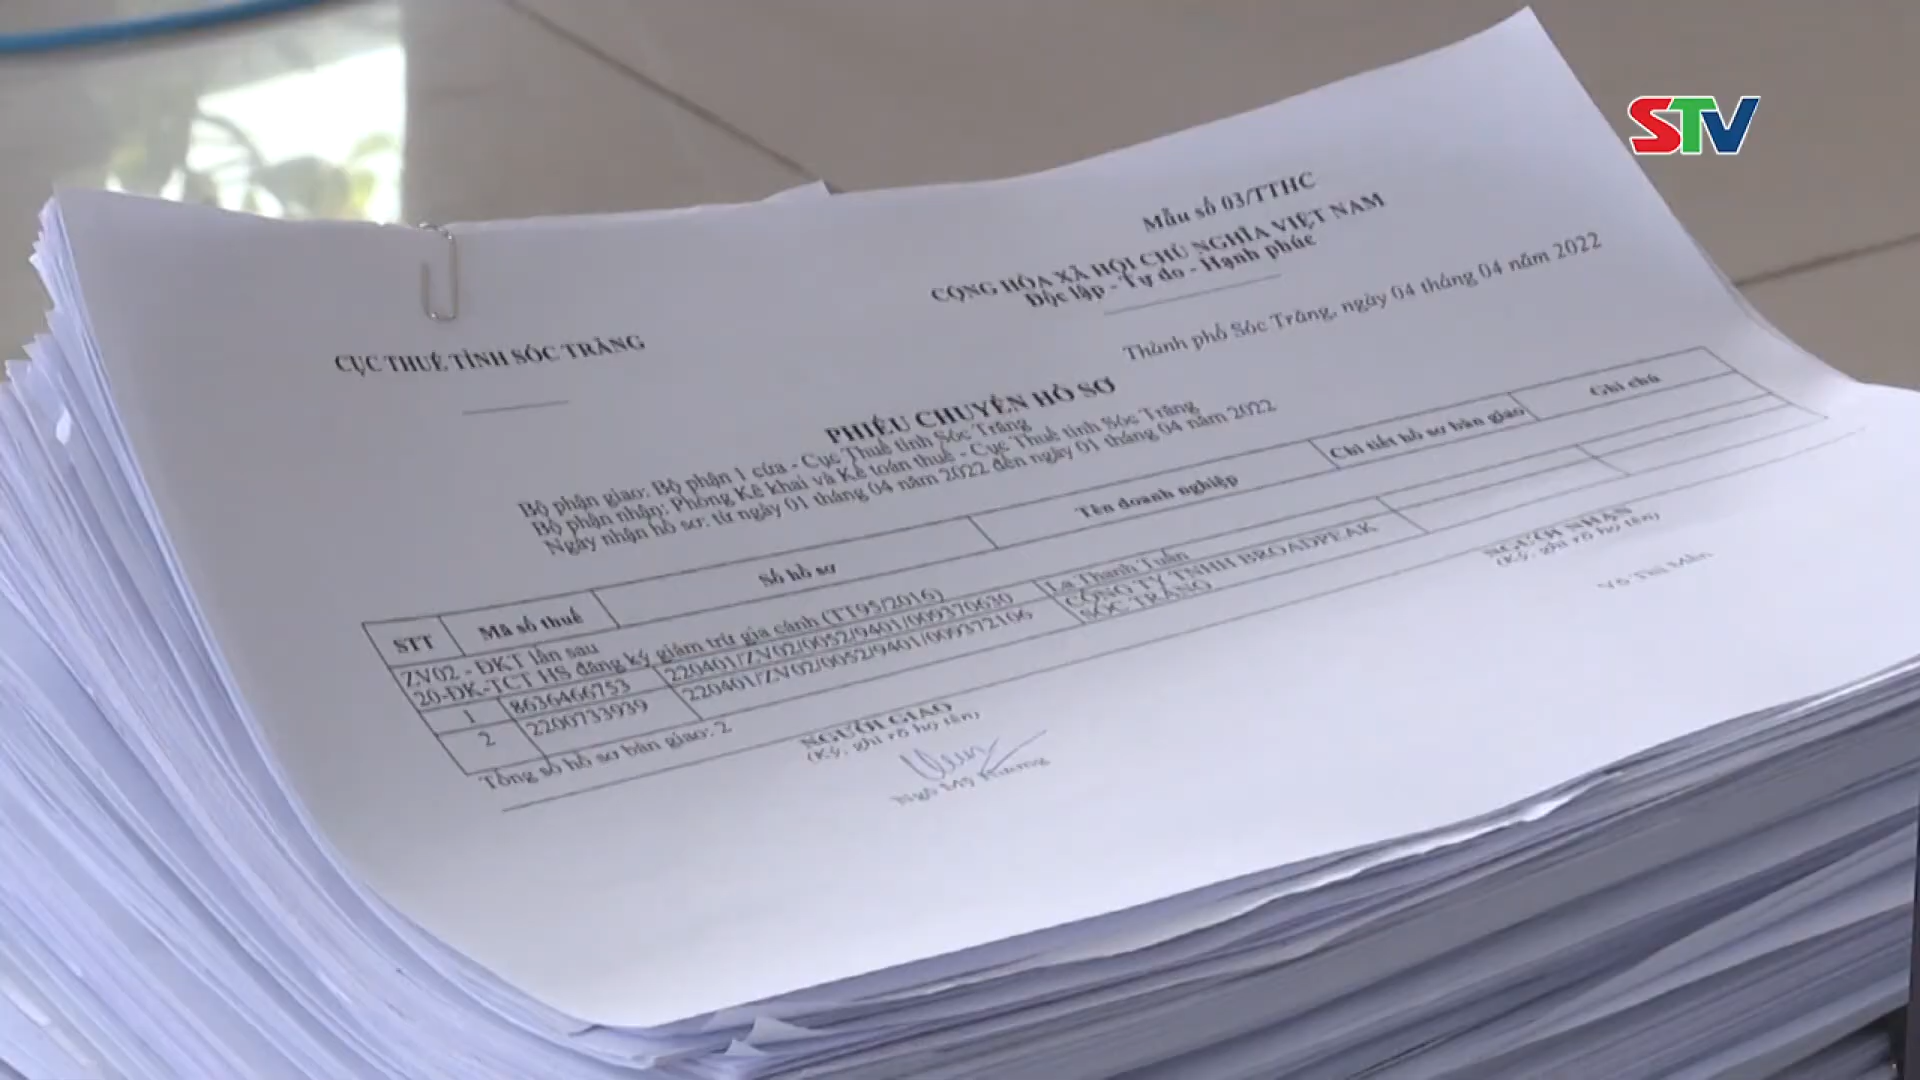 STV
Mẫu số 03/TTHC
CỘNG HÒA XÃ HỘI CHỦ NGHĨA VIỆT NAM
Độc lập - Tự do - Hạnh phúc
CỤC THUẾ TỈNH SÓC TRĂNG
Thành phố Sóc Trăng, ngày 04 tháng 04 năm 2022
PHIẾU CHUYỂN HỒ SƠ
Bộ phận giao: Bộ phận 1 cửa - Cục Thuế tỉnh Sóc Trăng
Bộ phận nhận: Phòng Kê khai và Kế toán thuế - Cục Thuế tỉnh Sóc Trăng
Ngày nhận hồ sơ: từ ngày 01 tháng 04 năm 2022 đến ngày 01 tháng 04 năm 2022
STT Mã số thuế Số hồ sơ Tên doanh nghiệp Chi tiết hồ sơ bàn giao Ghi chú
ZV02 - ĐKT lần sau
20-ĐK-TCT HS đăng ký giảm trừ gia cảnh (TT95/2016)
1 8636466753 220401/ZV02/0052/9401/009370630 La Thanh Tuấn
2 2200733939 220401/ZV02/0052/9401/009372106 CÔNG TY TNHH BROADPEAK
SÓC TRĂNG
Tổng số hồ sơ bàn giao: 2
NGƯỜI GIAO
(Ký, ghi rõ họ tên)
NGƯỜI NHẬN
(Ký, ghi rõ họ tên)
Ngô Mỹ
Võ Thị